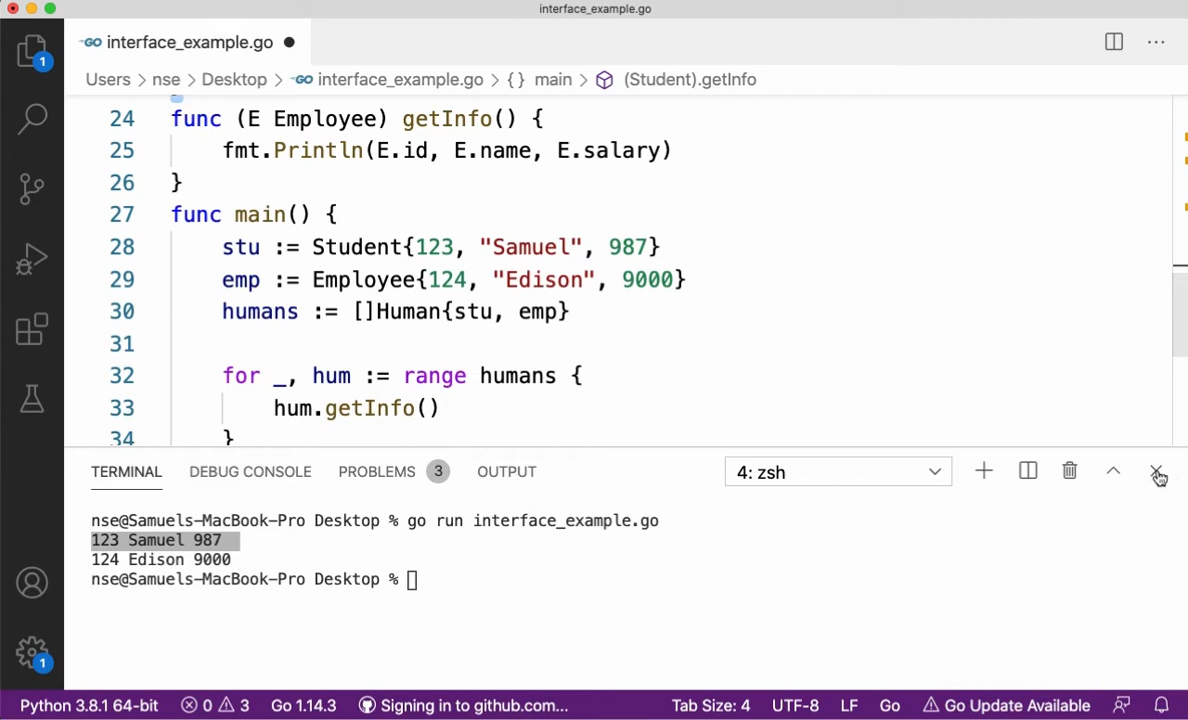 interface_example.go
GO interface_example.go
1
Users > nse > Desktop > GO interface_example.go > { } main > (Student).getInfo
24 func (E Employee) getInfo() {
25 fmt.Println(E.id, E.name, E.salary)
26 }
27 func main() {
28 stu := Student{123, "Samuel", 987}
29 emp := Employee{124, "Edison", 9000}
30 humans := []Human{stu, emp}
31
32 for _, hum := range humans {
33 hum.getInfo()
34 }
TERMINAL DEBUG CONSOLE PROBLEMS 3 OUTPUT 4: zsh
nse@Samuels-MacBook-Pro Desktop % go run interface_example.go
123 Samuel 987
124 Edison 9000
nse@Samuels-MacBook-Pro Desktop %
1
Python 3.8.1 64-bit 0 3 Go 1.14.3 Signing in to github.com... Tab Size: 4 UTF-8 LF Go Go Update Available